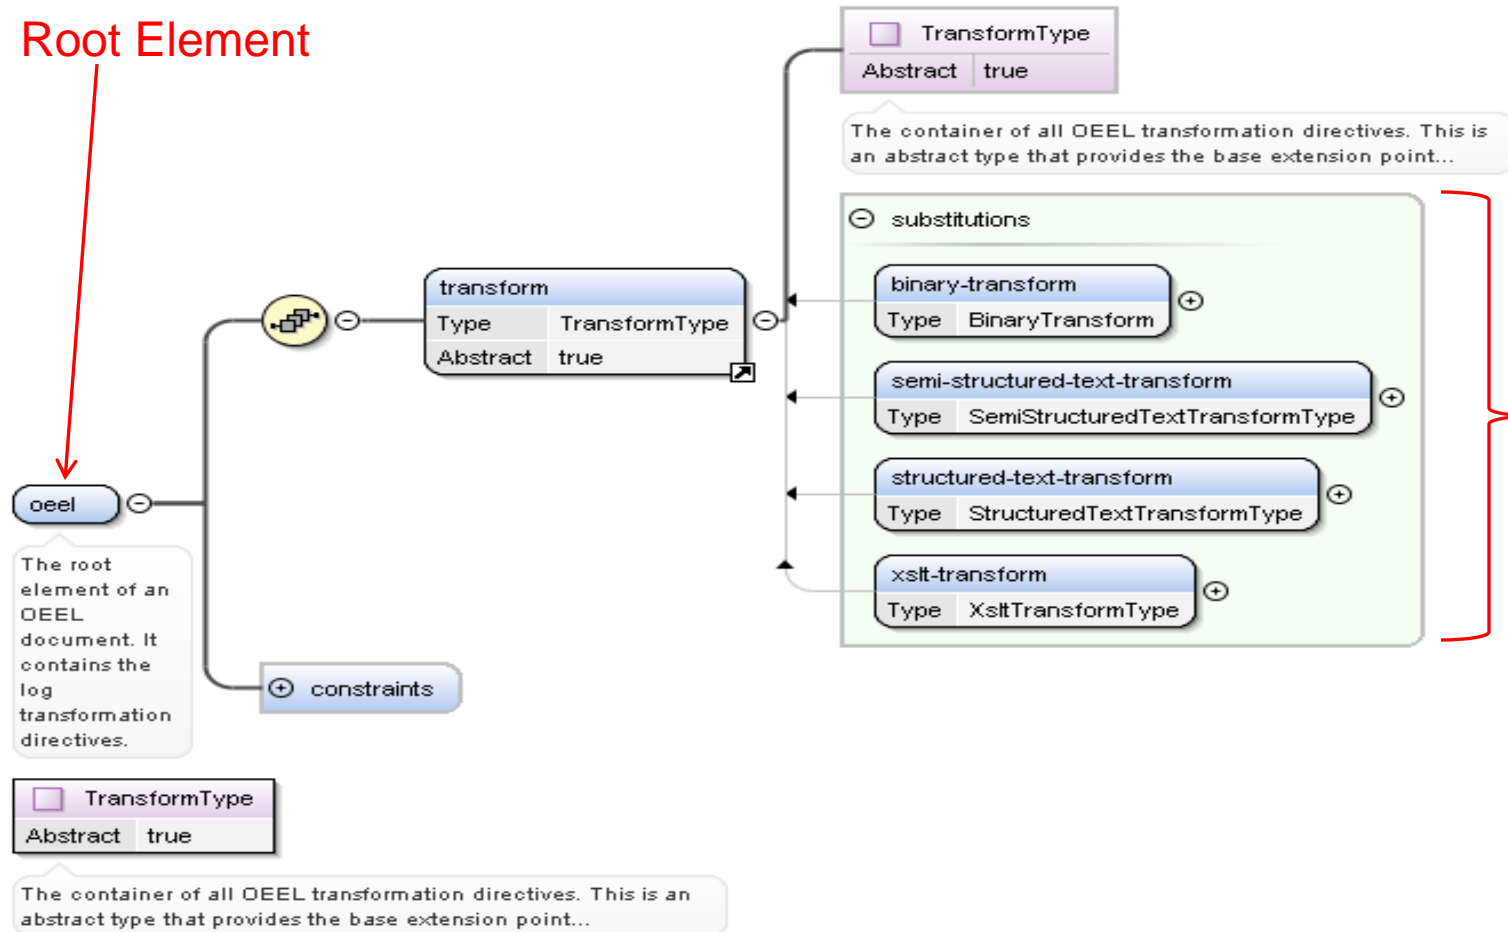 Root Element
TransformType
Abstract true
The container of all OEEL transformation directives. This is
an abstract type that provides the base extension point...
substitutions
binary-transform
Type BinaryTransform
transform
Type TransformType
Abstract true
semi-structured-text-transform
Type SemiStructuredTextTransformType
structured-text-transform
Type StructuredTextTransformType
oeel
The root
element of an
OEEL
document. It
contains the
log
transformation
directives.
xslt-transform
Type XsltTransformType
constraints
TransformType
Abstract true
The container of all OEEL transformation directives. This is an
abstract type that provides the base extension point...